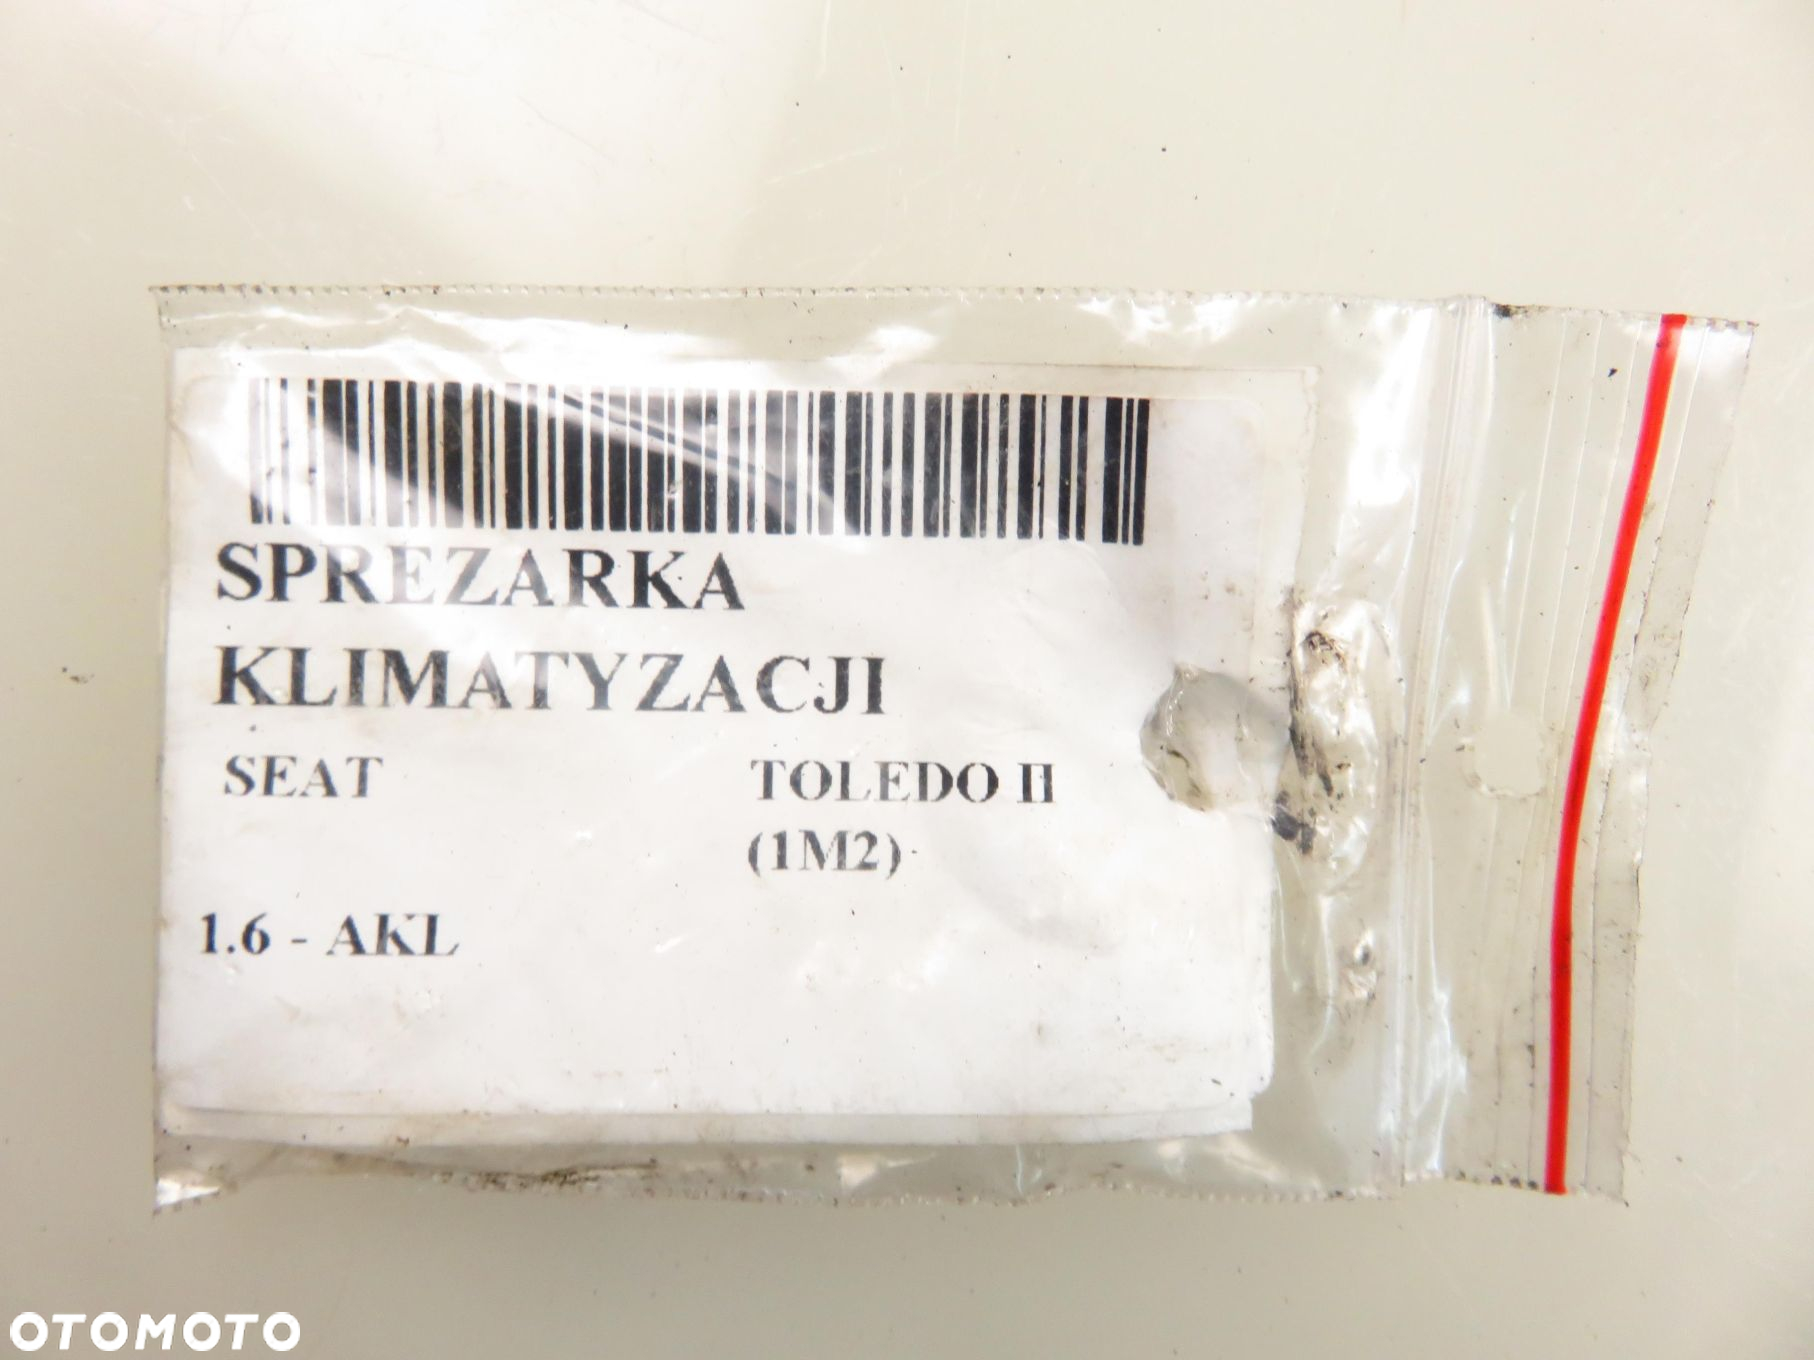 SPREZARKA
KLIMATYZACJI
SEAT TOLEDO II
(1M2)
1.6 - AKL
OTOMOTO